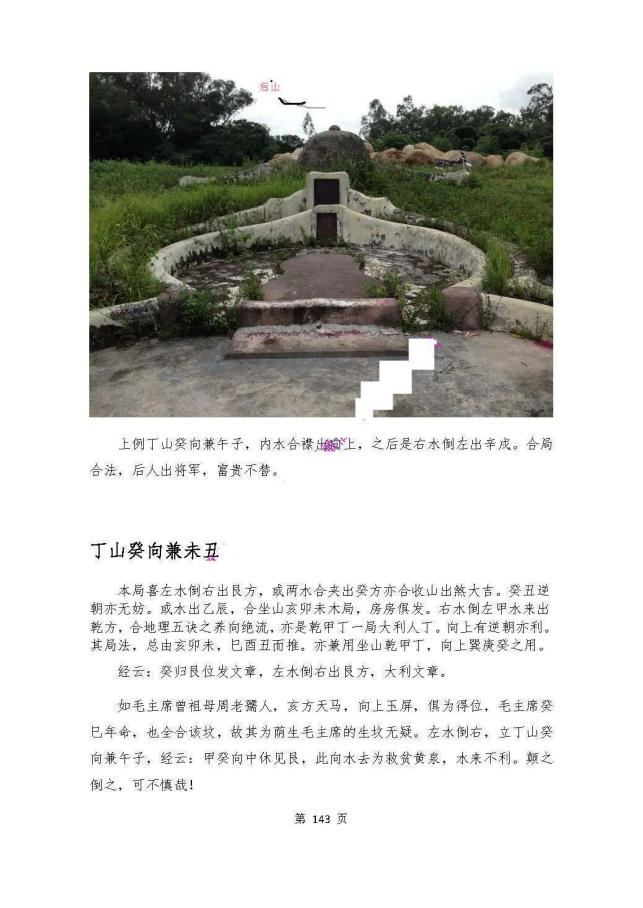 后山
上例丁山癸向兼午子，内水合襟出向上，之后是右水倒左出辛戌。合局
合法，后人出将军，富贵不替。
丁山癸向兼未丑
本局喜左水倒右出艮方，或两水合夹出癸方亦合收山出煞大吉。癸丑逆
朝亦无妨。或水出乙辰，合坐山亥卯未木局，房房俱发。右水倒左甲水来出
乾方，合地理五诀之养向绝流，亦是乾甲丁一局大利人丁。向上有逆朝亦利。
其局法，总由亥卯未，巳酉丑而推。亦兼用坐山乾甲丁，向上巽庚癸之用。
经云：癸归艮位发文章，左水倒右出艮方，大利文章。
如毛主席曾祖母周老孺人，亥方天马，向上玉屏，俱为得位，毛主席癸
巳年命，也全合该坟，故其为荫生毛主席的生坟无疑。左水倒右，立丁山癸
向兼午子，经云：甲癸向中休见艮，此向水去为救贫黄泉，水来不利。颠之
倒之，可不慎哉！
第 143 页